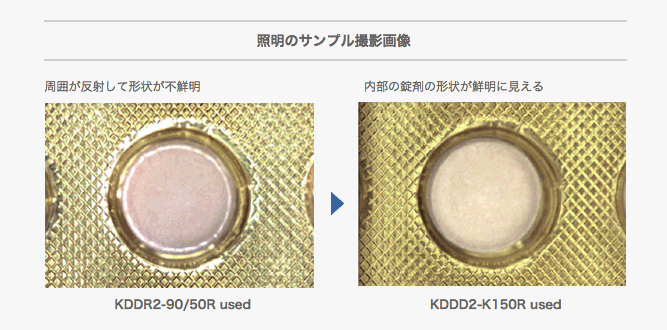 照明のサンプル撮影画像
周囲が反射して形状が不鮮明
内部の錠剤の形状が鮮明に見える
KDDR2-90/50R used
KDDD2-K150R used